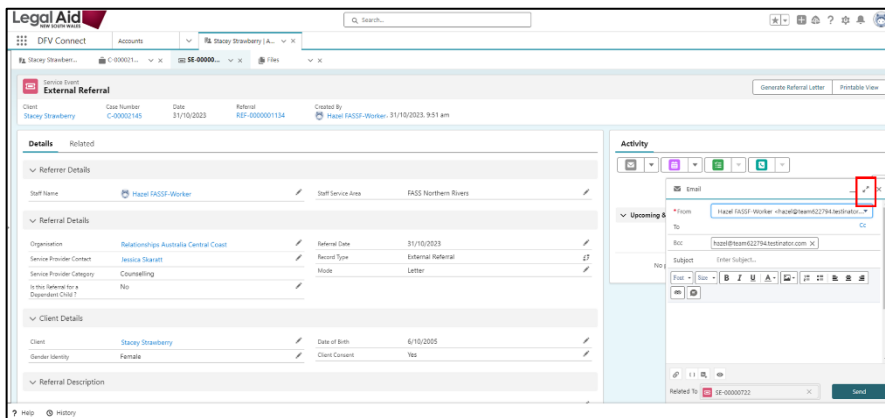 Legal Aid
NEW SOUTH WALES
Search...
DFV Connect
Accounts
Stacey Strawberry | A...
Stacey Strawberr...
C-000021...
SE-00000...
Files
Service Event
External Referral
Generate Referral Letter
Printable View
Client
Case Number
Date
Referral
Created By
Stacey Strawberry
C-00002145
31/10/2023
REF-0000001134
Hazel FASSF-Worker, 31/10/2023, 9:51 am
Details
Related
Referrer Details
Staff Name
Hazel FASSF-Worker
Staff Service Area
FASS Northern Rivers
Referral Details
Organisation
Relationships Australia Central Coast
Referral Date
31/10/2023
Service Provider Contact
Jessica Skaratt
Record Type
External Referral
Service Provider Category
Counselling
Mode
Letter
Is this Referral for a
Dependent Child ?
No
Client Details
Client
Stacey Strawberry
Date of Birth
6/10/2005
Gender Identity
Female
Client Consent
Yes
Referral Description
Activity
Upcoming &
No p
Email
*From
Hazel FASSF-Worker <hazel@team622794.testinator...
To
Cc
Bcc
hazel@team622794.testinator.com
Subject
Enter Subject...
Font
Size
B I U A
Related To
SE-00000722
Send
? Help
History